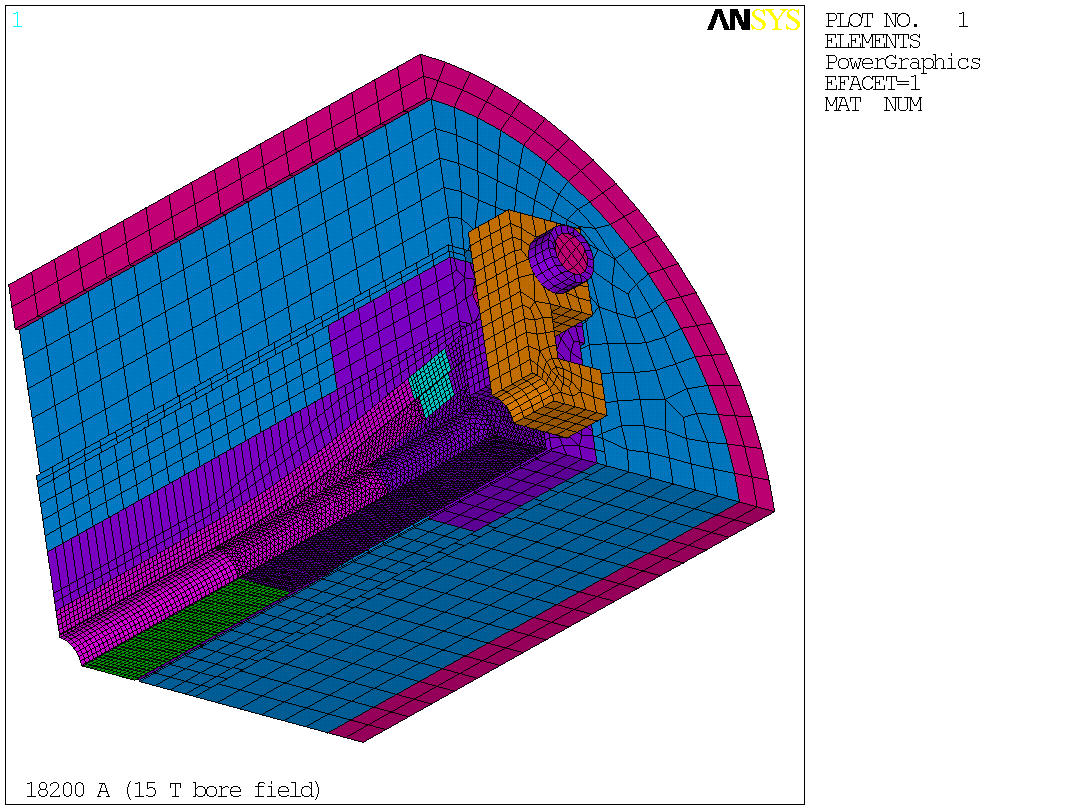 1
ANSYS
PLOT NO. 1
ELEMENTS
PowerGraphics
EFACET=1
MAT NUM
18200 A (15 T bore field)